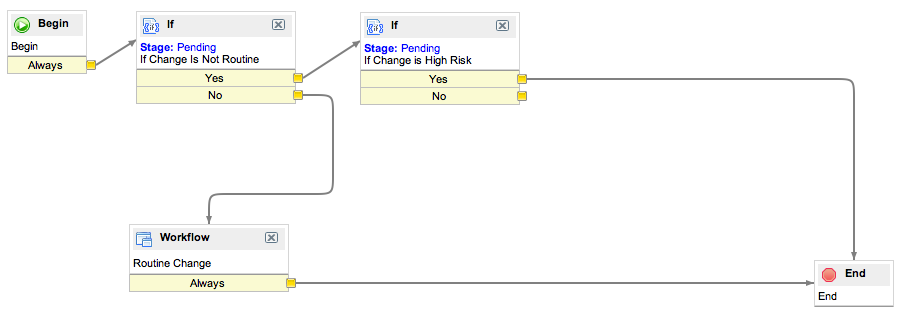 Begin
Begin
Always
If
Stage: Pending
If Change Is Not Routine
Yes
No
If
Stage: Pending
If Change is High Risk
Yes
No
Workflow
Routine Change
Always
End
End